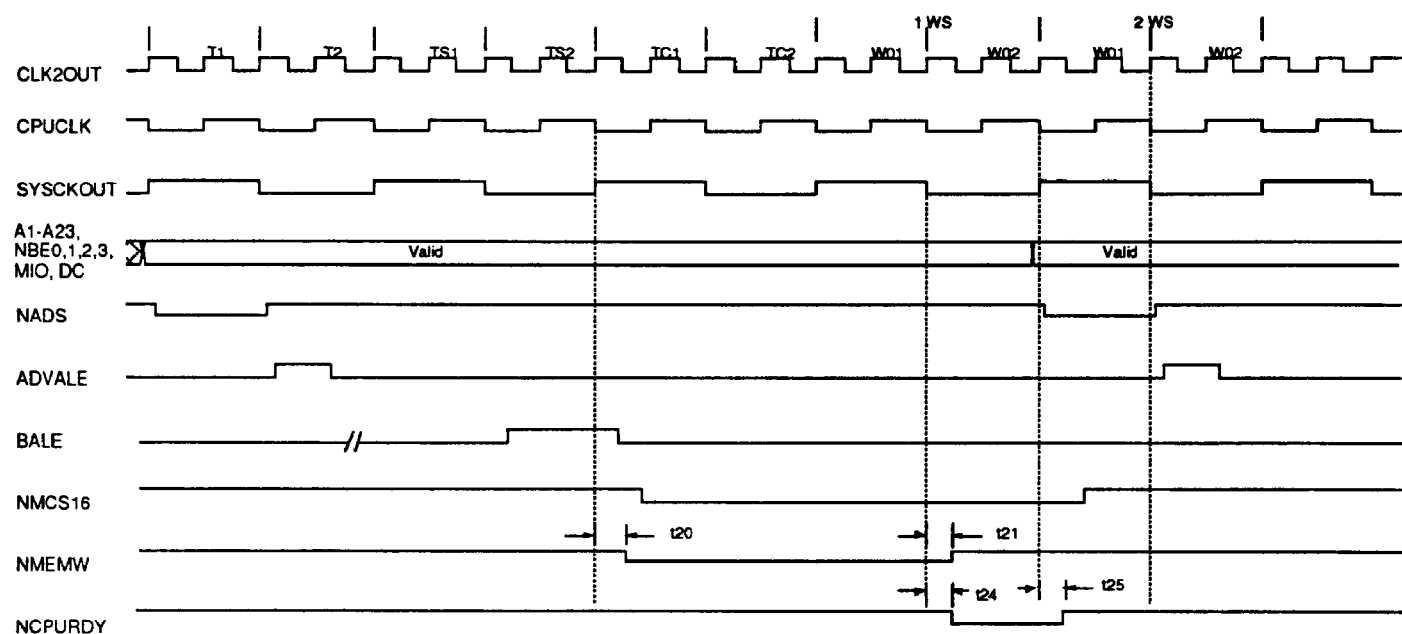 1 WS 2 WS
T1 T2 TS1 TS2 TC1 TC2 W01 W02 W01 W02
CLK2OUT
CPUCLK
SYSCKOUT
A1-A23,
NBE0,1,2,3,
MIO, DC
Valid Valid
NADS
ADVALE
BALE
NMCS16
t20 t21
NMEMW
t24 t25
NCPURDY